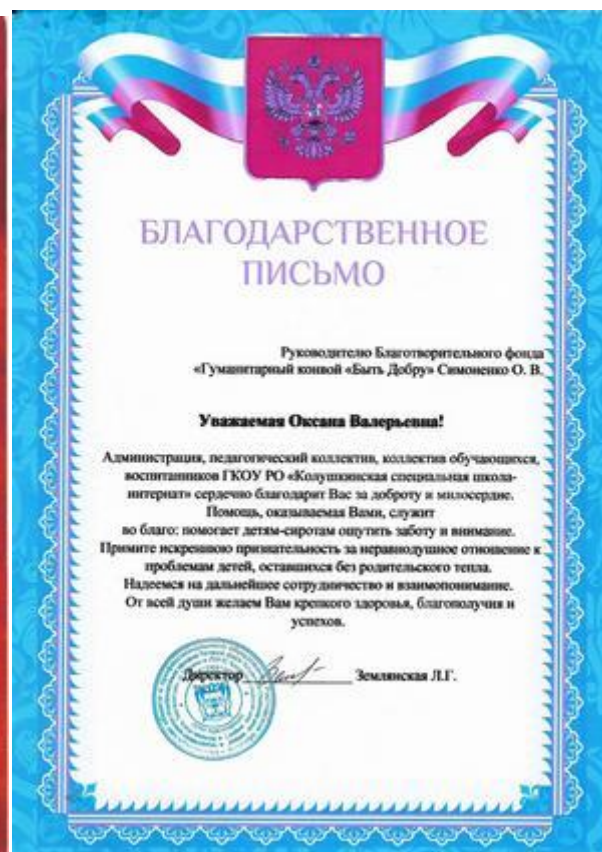 БЛАГОДАРСТВЕННОЕ
ПИСЬМО
Руководителю Благотворительного фонда
«Гуманитарный конвой «Быть Добру» Симоненко О. В.
Уважаемая Оксана Валерьевна!
Администрация, педагогический коллектив, коллектив обучающихся,
воспитанников ГКОУ РО «Колушкинская специальная школа-
интернат» сердечно благодарит Вас за доброту и милосердие.
Помощь, оказываемая Вами, служит
во благо: помогает детям-сиротам ощутить заботу и внимание.
Примите искреннюю признательность за неравнодушное отношение к
проблемам детей, оставшихся без родительского тепла.
Надеемся на дальнейшее сотрудничество и взаимопонимание.
От всей души желаем Вам крепкого здоровья, благополучия и
успехов.
Директор Землянская Л.Г.